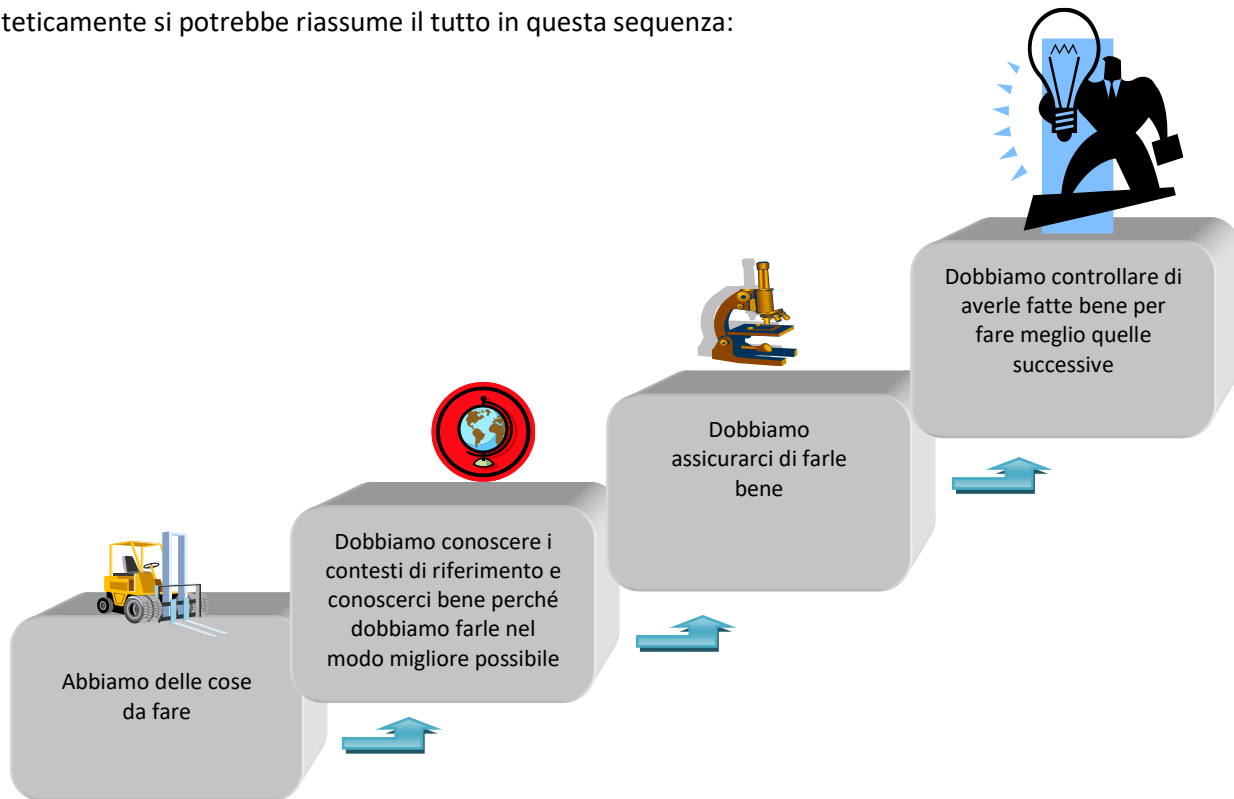 teticamente si potrebbe riassume il tutto in questa sequenza:
Abbiamo delle cose
da fare
Dobbiamo conoscere i
contesti di riferimento e
conoscerci bene perché
dobbiamo farle nel
modo migliore possibile
Dobbiamo
assicurarci di farle
bene
Dobbiamo controllare di
averle fatte bene per
fare meglio quelle
successive